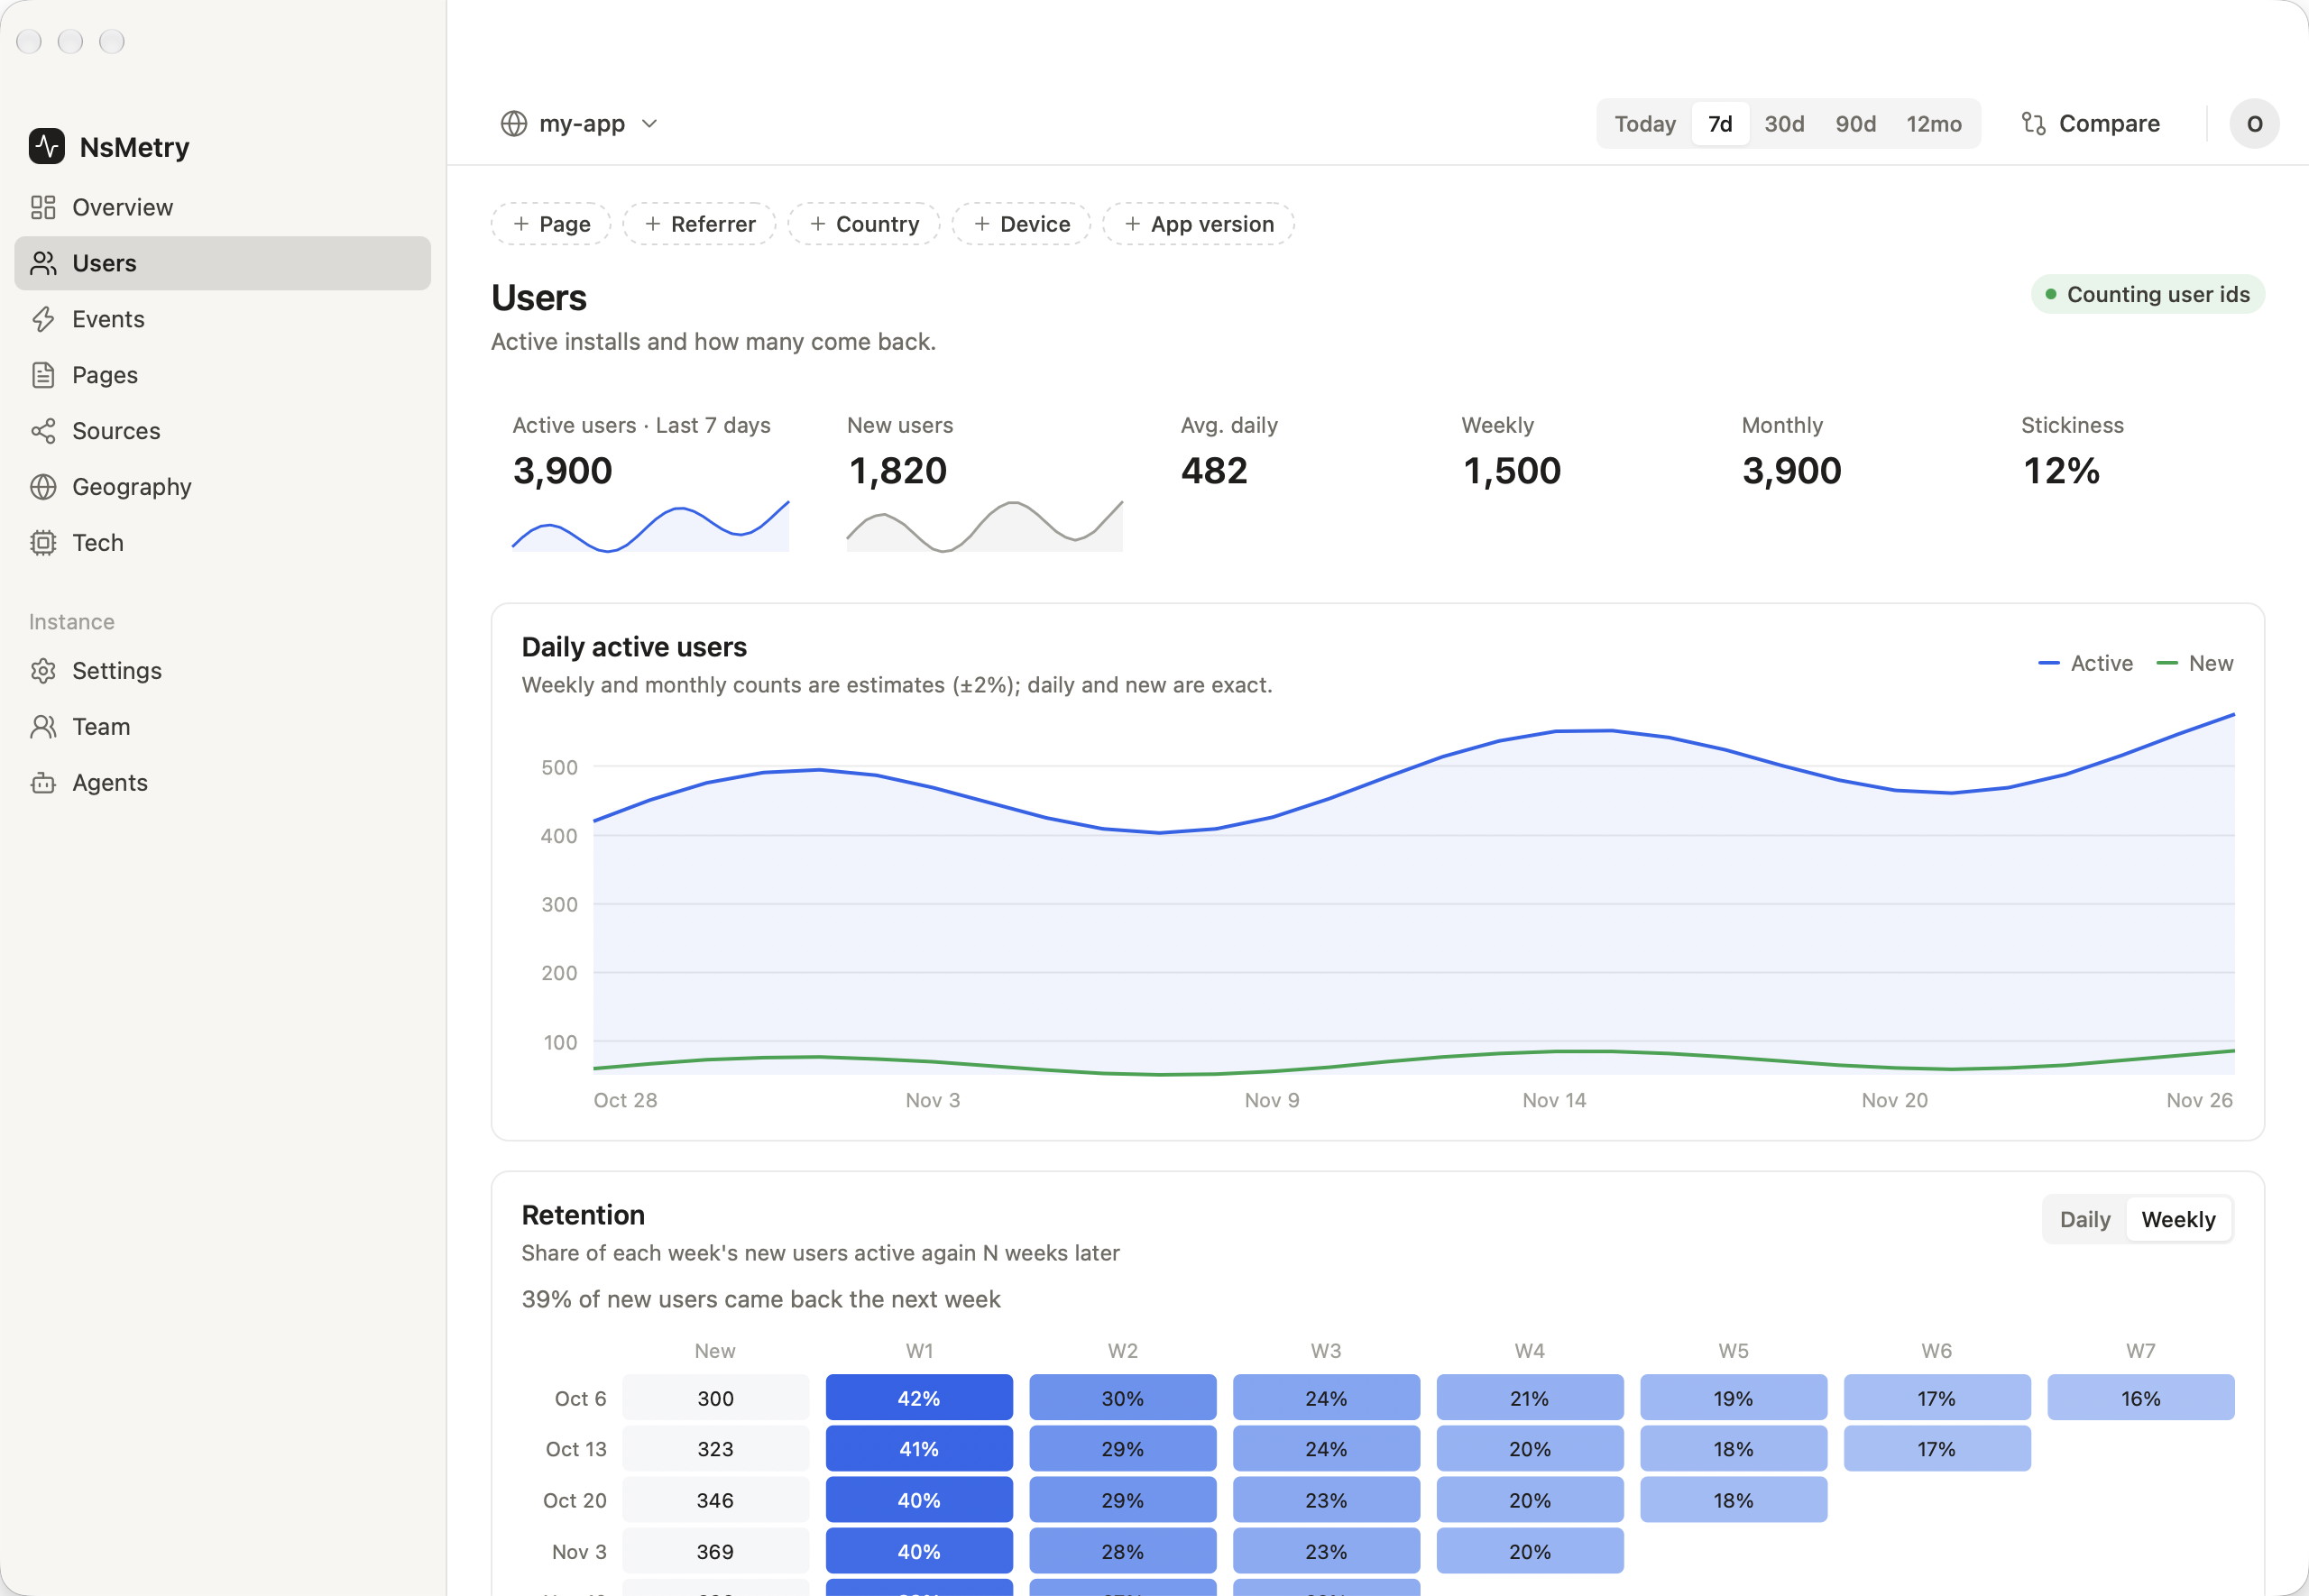 NsMetry
Overview
Users
Events
Pages
Sources
Geography
Tech
Instance
Settings
Team
Agents
my-app
Today 7d 30d 90d 12mo Compare O
+ Page + Referrer + Country + Device + App version
Users
Counting user ids
Active installs and how many come back.
Active users · Last 7 days
3,900
New users
1,820
Avg. daily
482
Weekly
1,500
Monthly
3,900
Stickiness
12%
Daily active users
Weekly and monthly counts are estimates (±2%); daily and new are exact.
Active New
500
400
300
200
100
Oct 28 Nov 3 Nov 9 Nov 14 Nov 20 Nov 26
Retention
Daily Weekly
Share of each week's new users active again N weeks later
39% of new users came back the next week
New W1 W2 W3 W4 W5 W6 W7
Oct 6 300 42% 30% 24% 21% 19% 17% 16%
Oct 13 323 41% 29% 24% 20% 18% 17%
Oct 20 346 40% 29% 23% 20% 18%
Nov 3 369 40% 28% 23% 20%